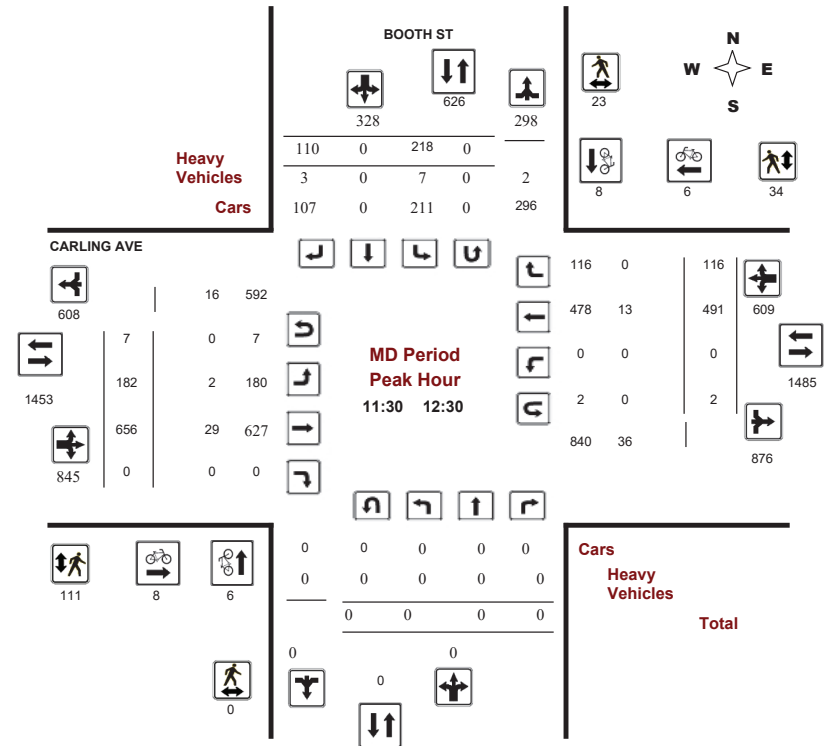 BOOTH ST
N
W E
S
626
328 298
23
110 0 218 0
Heavy
Vehicles
3 0 7 0 2
Cars
107 0 211 0 296
8 6 34
CARLING AVE
608
16 592
116 0 116
609
1453
7 0 7
478 13 491
1485
182 2 180
MD Period
Peak Hour
11:30 12:30
0 0 0
656 29 627
2 0 2
845
0 0 0
840 36
876
111 8 6
0 0 0 0 0
Cars
0 0 0 0 0
Heavy
Vehicles
0 0 0 0
Total
0 0
0
0